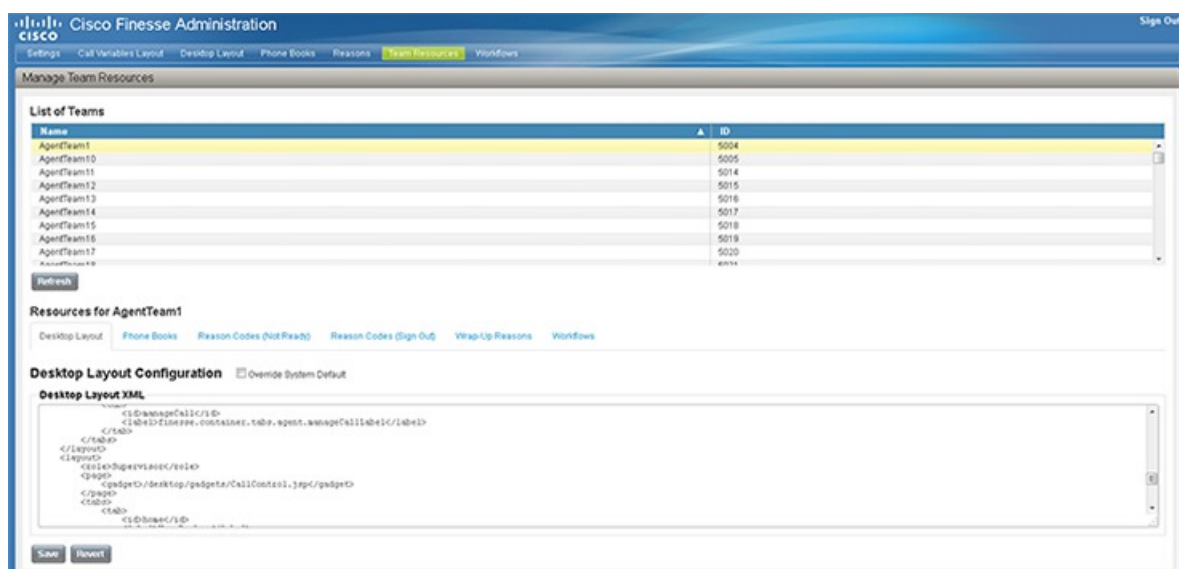 CISCO Cisco Finesse Administration
Sign Out
Settings Call Variables Layout Desktop Layout Phone Books Reasons Team Resources Workflows
Manage Team Resources
List of Teams
Name ID
AgentTeam1 5004
AgentTeam10 5005
AgentTeam11 5014
AgentTeam12 5015
AgentTeam13 5016
AgentTeam14 5017
AgentTeam15 5018
AgentTeam16 5019
AgentTeam17 5020
AgentTeam18 5021
Refresh
Resources for AgentTeam1
Desktop Layout Phone Books Reason Codes (Not Ready) Reason Codes (Sign Out) Wrap-Up Reasons Workflows
Desktop Layout Configuration Override System Default
Desktop Layout XML
<id>manageCall</id>
<label>finesse.container.tabs.agent.manageCallLabel</label>
</tab>
</tabs>
</layout>
<layout>
<role>Supervisor</role>
<page>
<gadget>/desktop/gadgets/CallControl.jsp</gadget>
</page>
<tabs>
<tab>
<id>home</id>
Save Revert